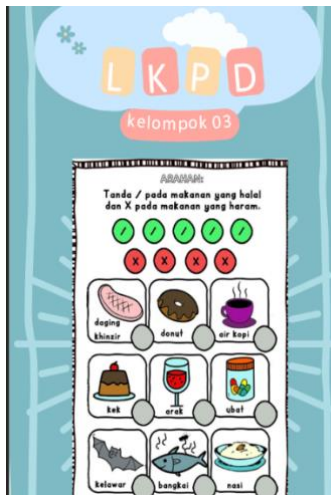 LKPD
kelompok 03
ARAHAN:
Tanda / pada makanan yang halal
dan X pada makanan yang haram.
/ / / / /
X X X X
daging khinzir
donut
air kopi
kek
arak
ubat
kelawar
bangkai
nasi